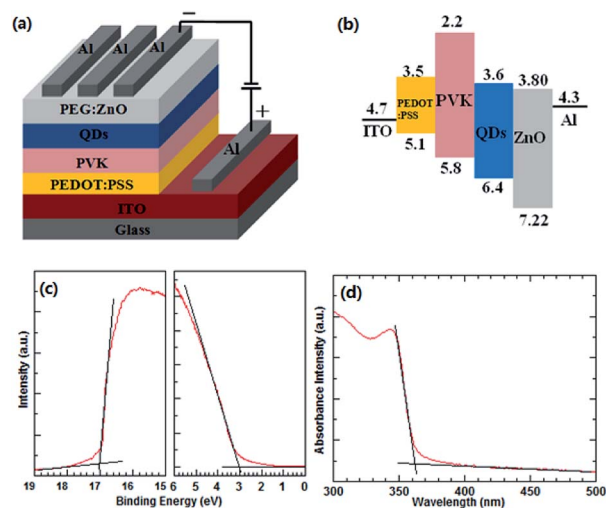 (a)
−
Al Al Al
PEG:ZnO
QDs
PVK
PEDOT:PSS
ITO
Glass
+
Al
(b)
2.2
3.5
3.6
3.80
4.7
ITO
PEDOT
:PSS
PVK
QDs
ZnO
4.3
Al
5.1
5.8
6.4
7.22
(c)
Intensity (a.u.)
19 18 17 16 15
6 5 4 3 2 1 0
Binding Energy (eV)
(d)
Absorbance Intensity (a.u.)
300 350 400 450 500
Wavelength (nm)